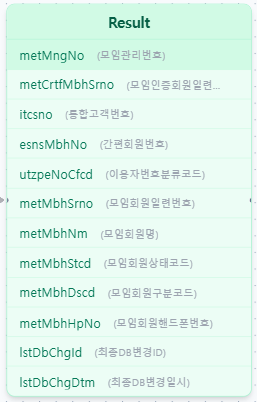 Result
metMngNo (모임관리번호)
metCrtfMbhSrno (모임인증회원일련...
itcsno (통합고객번호)
esnsMbhNo (간편회원번호)
utzpeNoCfcd (이용자번호분류코드)
metMbhSrno (모임회원일련번호)
metMbhNm (모임회원명)
metMbhStcd (모임회원상태코드)
metMbhDscd (모임회원구분코드)
metMbhHpNo (모임회원핸드폰번호)
lstDbChgId (최종DB변경ID)
lstDbChgDtm (최종DB변경일시)